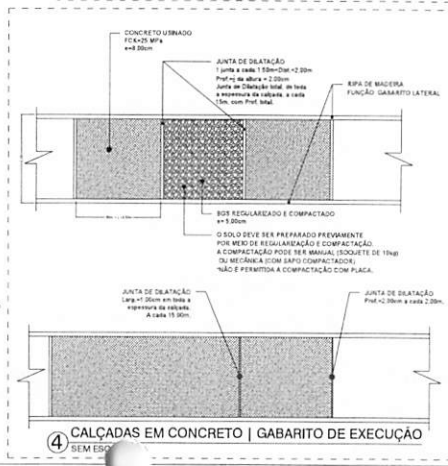 CONCRETO USINADO
FCK=25 MPa
e=8.00cm
JUNTA DE DILATAÇÃO
1 junta a cada 1.50m<Dist.<2.00m
da altura = 2.00cm
Junta de Dilatação total, de toda
a espessura da calçada, a cada
15m, com Prof. total.
RIPA DE MADEIRA
FUNÇÃO GABARITO LATERAL
BGS REGULARIZADO E COMPACTADO
e= 5.00cm
O SOLO DEVE SER PREPARADO PREVIAMENTE
POR MEIO DE REGULARIZAÇÃO E COMPACTAÇÃO.
A COMPACTAÇÃO PODE SER MANUAL (SOQUETE DE 10kg)
OU MECÂNICA (COM SAPO COMPACTADOR)
*NÃO É PERMITIDA A COMPACTAÇÃO COM PLACA.
JUNTA DE DILATAÇÃO
Larg.=1.00cm em toda a
espessura da calçada.
A cada 15.00m.
JUNTA DE DILATAÇÃO
Prof.=2.00cm a cada 2.00m.
4 CALÇADAS EM CONCRETO | GABARITO DE EXECUÇÃO
SEM